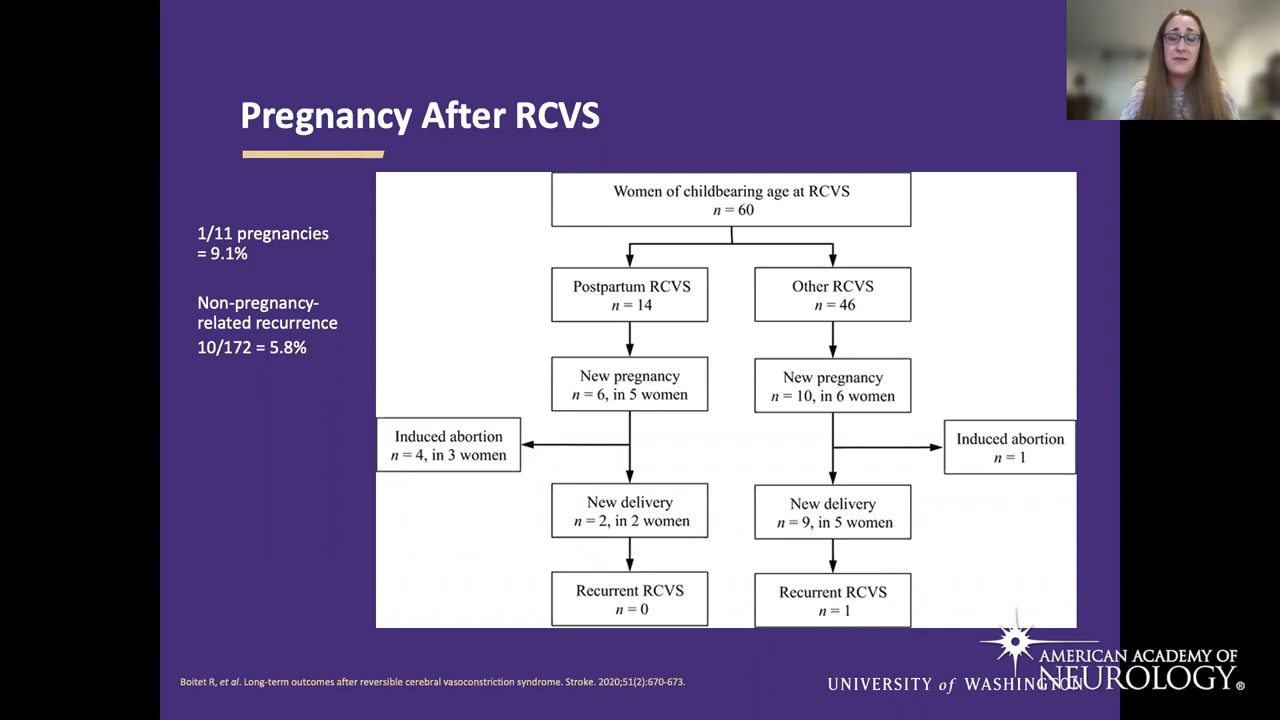 Pregnancy After RCVS
1/11 pregnancies
= 9.1%
Non-pregnancy-
related recurrence
10/172 = 5.8%
Women of childbearing age at RCVS
n = 60
Postpartum RCVS
n = 14
Other RCVS
n = 46
New pregnancy
n = 6, in 5 women
New pregnancy
n = 10, in 6 women
Induced abortion
n = 4, in 3 women
Induced abortion
n = 1
New delivery
n = 2, in 2 women
New delivery
n = 9, in 5 women
Recurrent RCVS
n = 0
Recurrent RCVS
n = 1
Boitet R, et al. Long-term outcomes after reversible cerebral vasoconstriction syndrome. Stroke. 2020;51(2):670-673.
UNIVERSITY of WASHINGTON
AMERICAN ACADEMY OF
NEUROLOGY®